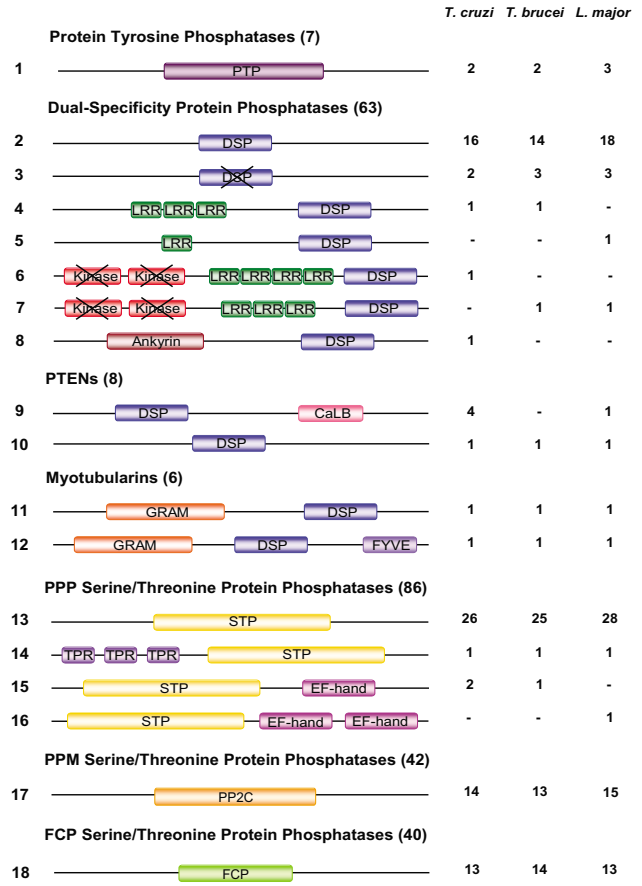 T. cruzi T. brucei L. major
Protein Tyrosine Phosphatases (7)
1 PTP 2 2 3
Dual-Specificity Protein Phosphatases (63)
2 DSP 16 14 18
3 DSP 2 3 3
4 LRR LRR LRR DSP 1 1 -
5 LRR DSP - - 1
6 Kinase Kinase LRR LRR LRR LRR DSP 1 - -
7 Kinase Kinase LRR LRR LRR DSP - 1 1
8 Ankyrin DSP 1 - -
PTENs (8)
9 DSP CaLB 4 - 1
10 DSP 1 1 1
Myotubularins (6)
11 GRAM DSP 1 1 1
12 GRAM DSP FYVE 1 1 1
PPP Serine/Threonine Protein Phosphatases (86)
13 STP 26 25 28
14 TPR TPR TPR STP 1 1 1
15 STP EF-hand 2 1 -
16 STP EF-hand EF-hand - - 1
PPM Serine/Threonine Protein Phosphatases (42)
17 PP2C 14 13 15
FCP Serine/Threonine Protein Phosphatases (40)
18 FCP 13 14 13